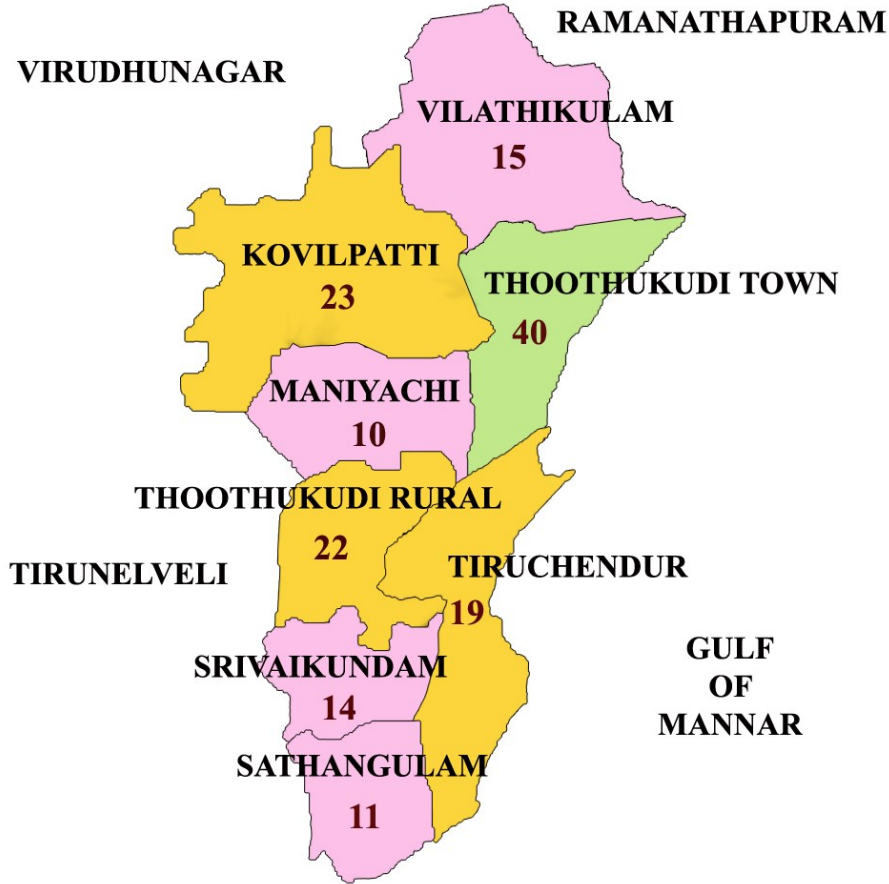 RAMANATHAPURAM
VIRUDHUNAGAR
VILATHIKULAM
15
KOVILPATTI
23
THOOTHUKUDI TOWN
40
MANIYACHI
10
THOOTHUKUDI RURAL
22
TIRUNELVELI
TIRUCHENDUR
19
GULF
OF
MANNAR
SRIVAIKUNDAM
14
SATHANGULAM
11